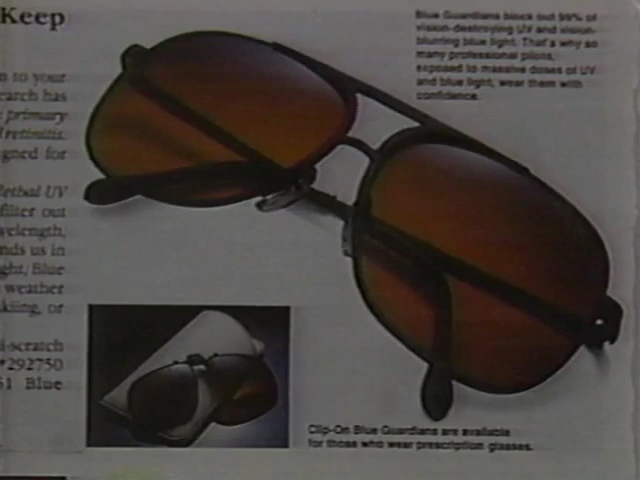 Keep
n to your
earch has
primary
retinitis.
gned for
lethal UV
filter out
velength,
nds us in
ght, Blue
weather
kiing, or
i-scratch
*292750
61 Blue
Blue Guardians block out 99% of
vision-destroying UV and vision-
blurring blue light. That's why so
many professional pilots,
exposed to massive doses of UV
and blue light, wear them with
confidence.
Clip-On Blue Guardians are available
for those who wear prescription glasses.